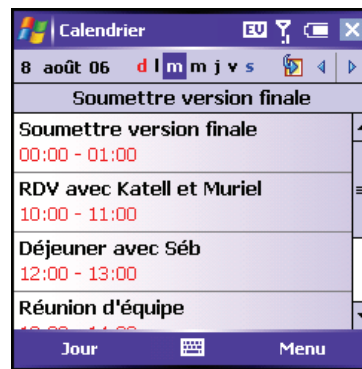 Calendrier EV
8 août 06 d l m m j v s
Soumettre version finale
Soumettre version finale
00:00 - 01:00
RDV avec Katell et Muriel
10:00 - 11:00
Déjeuner avec Séb
12:00 - 13:00
Réunion d'équipe
Jour Menu